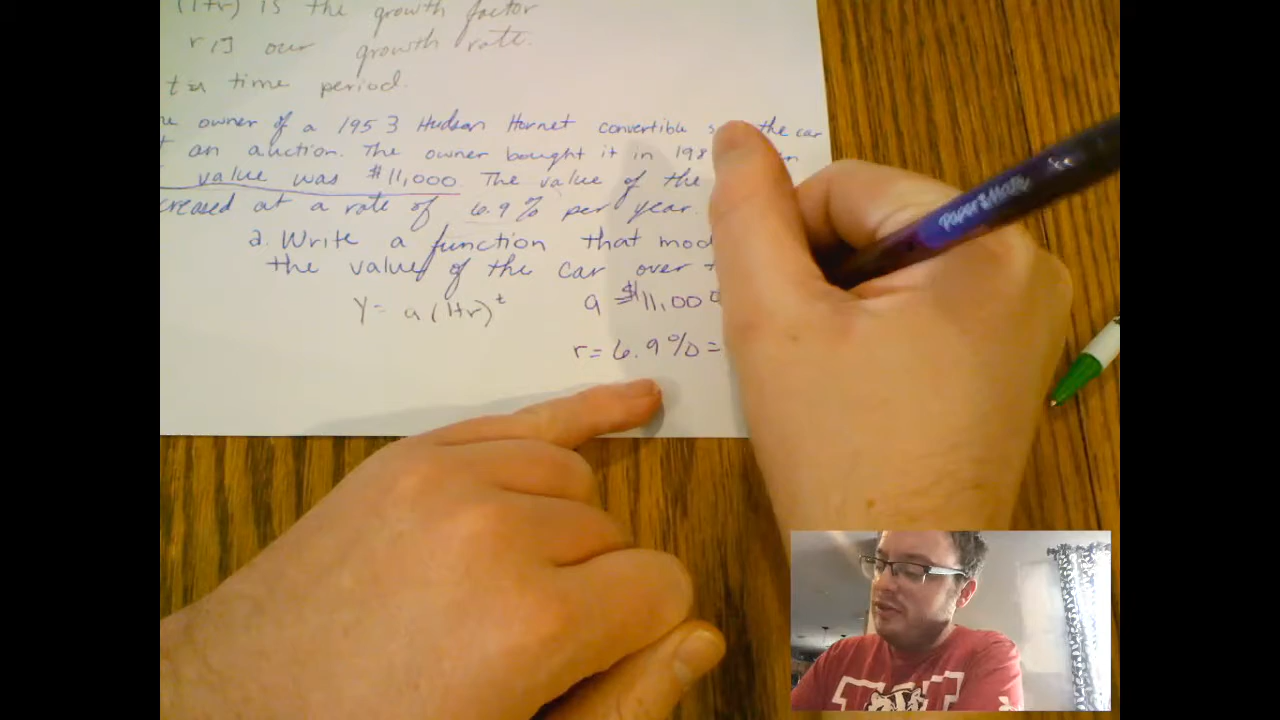 (1+r) is the growth factor
r is our growth rate.
t= time period.
owner of a 1953 Hudson Hornet convertible the car
an auction. The owner bought it in
value was $11,000. The value of the
at a rate of 6.9% per year.
a. Write a function that
the value of the car over
y= a(1+r)^t a = $11,000
r = 6.9% =
PaperMate